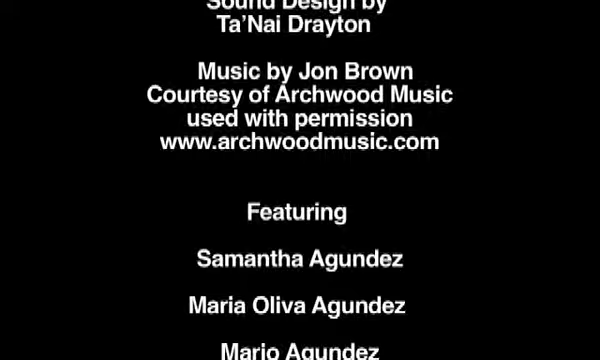 Sound Design by
Ta'Nai Drayton
Music by Jon Brown
Courtesy of Archwood Music
used with permission
www.archwoodmusic.com
Featuring
Samantha Agundez
Maria Oliva Agundez
Mario Agundez